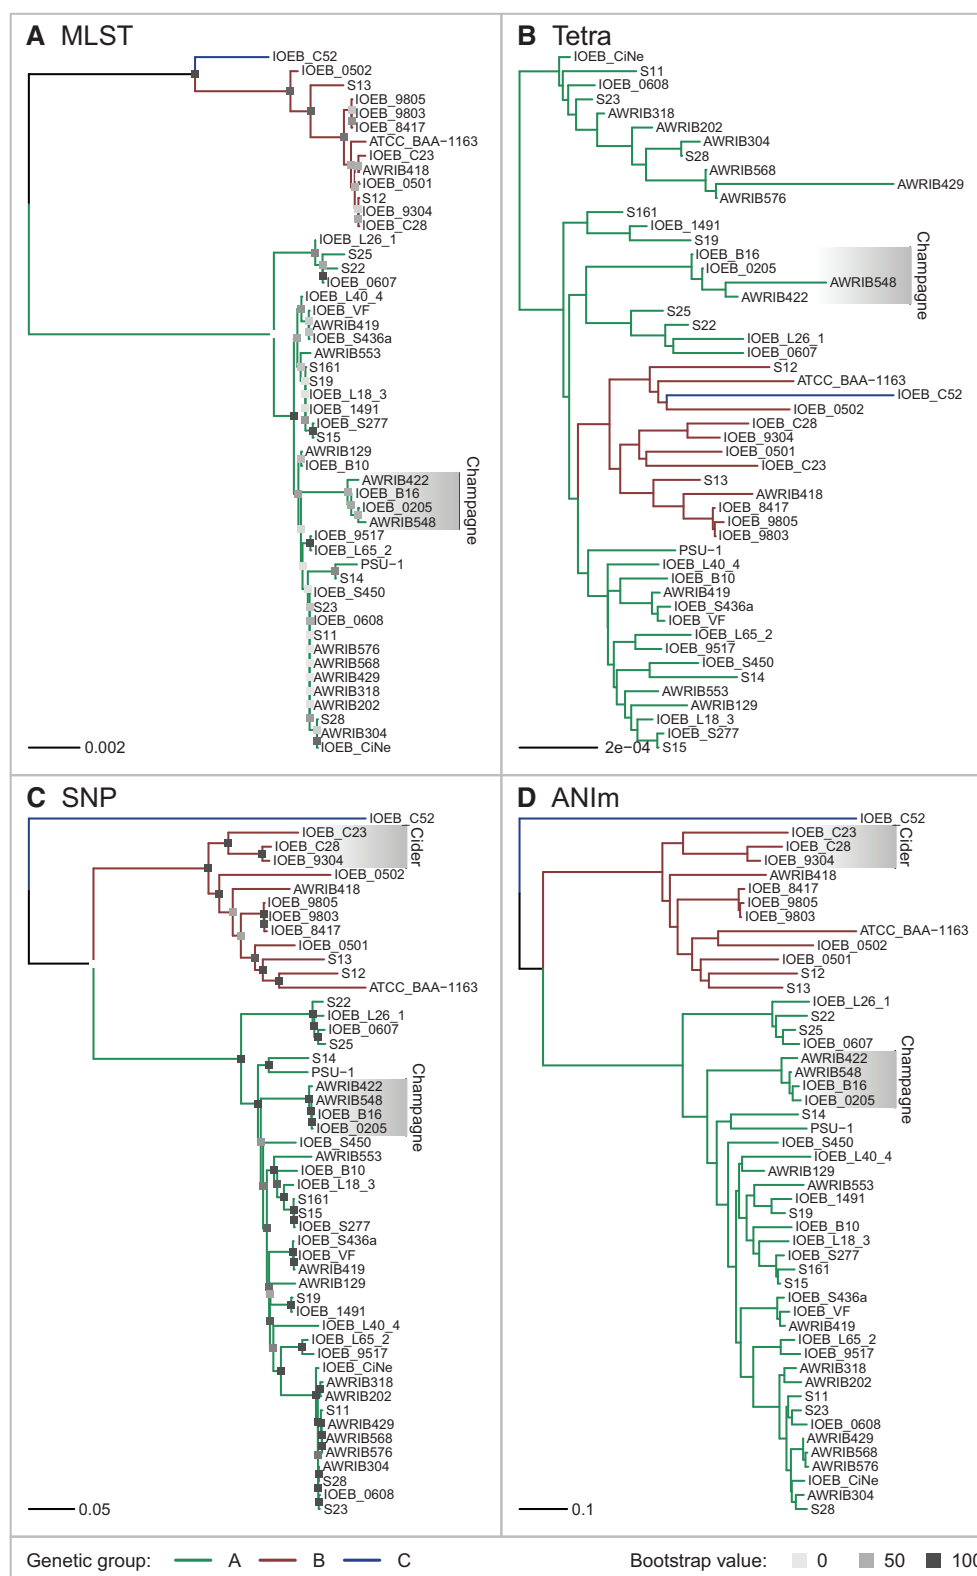 A MLST
IOEB_C52
IOEB_0502
S13
IOEB_9805
IOEB_9803
IOEB_8417
ATCC_BAA−1163
IOEB_C23
AWRIB418
IOEB_0501
S12
IOEB_9304
IOEB_C28
IOEB_L26_1
S25
S22
IOEB_0607
IOEB_L40_4
IOEB_VF
AWRIB419
IOEB_S436a
AWRIB553
S161
S19
IOEB_L18_3
IOEB_1491
IOEB_S277
S15
AWRIB129
IOEB_B10
AWRIB422
IOEB_B16
IOEB_0205
AWRIB548
Champagne
IOEB_9517
IOEB_L65_2
PSU−1
S14
IOEB_S450
S23
IOEB_0608
S11
AWRIB576
AWRIB568
AWRIB429
AWRIB318
AWRIB202
S28
AWRIB304
IOEB_CiNe
0.002
B Tetra
IOEB_CiNe
S11
IOEB_0608
S23
AWRIB318
AWRIB202
AWRIB304
S28
AWRIB568
AWRIB429
AWRIB576
S161
IOEB_1491
S19
IOEB_B16
IOEB_0205
AWRIB548
AWRIB422
Champagne
S25
S22
IOEB_L26_1
IOEB_0607
S12
ATCC_BAA−1163
IOEB_C52
IOEB_0502
IOEB_C28
IOEB_9304
IOEB_0501
IOEB_C23
S13
AWRIB418
IOEB_8417
IOEB_9805
IOEB_9803
PSU−1
IOEB_L40_4
IOEB_B10
AWRIB419
IOEB_S436a
IOEB_VF
IOEB_L65_2
IOEB_9517
IOEB_S450
S14
AWRIB553
AWRIB129
IOEB_L18_3
IOEB_S277
S15
2e−04
C SNP
IOEB_C52
IOEB_C23
IOEB_C28
IOEB_9304
Cider
IOEB_0502
AWRIB418
IOEB_9805
IOEB_9803
IOEB_8417
IOEB_0501
S13
S12
ATCC_BAA−1163
S22
IOEB_L26_1
IOEB_0607
S25
S14
PSU−1
AWRIB422
AWRIB548
IOEB_B16
IOEB_0205
Champagne
IOEB_S450
AWRIB553
IOEB_B10
IOEB_L18_3
S161
S15
IOEB_S277
IOEB_S436a
IOEB_VF
AWRIB419
AWRIB129
S19
IOEB_1491
IOEB_L40_4
IOEB_L65_2
IOEB_9517
IOEB_CiNe
AWRIB318
AWRIB202
S11
AWRIB429
AWRIB568
AWRIB576
AWRIB304
S28
IOEB_0608
S23
0.05
D ANIm
IOEB_C52
IOEB_C23
IOEB_C28
IOEB_9304
Cider
AWRIB418
IOEB_8417
IOEB_9805
IOEB_9803
ATCC_BAA−1163
IOEB_0502
IOEB_0501
S12
S13
IOEB_L26_1
S22
S25
IOEB_0607
AWRIB422
AWRIB548
IOEB_B16
IOEB_0205
Champagne
S14
PSU−1
IOEB_S450
IOEB_L40_4
AWRIB129
AWRIB553
IOEB_1491
S19
IOEB_B10
IOEB_L18_3
IOEB_S277
S161
S15
IOEB_S436a
IOEB_VF
AWRIB419
IOEB_L65_2
IOEB_9517
AWRIB318
AWRIB202
S11
S23
IOEB_0608
AWRIB429
AWRIB568
AWRIB576
IOEB_CiNe
AWRIB304
S28
0.1
Genetic group: A B C Bootstrap value: 0 50 100